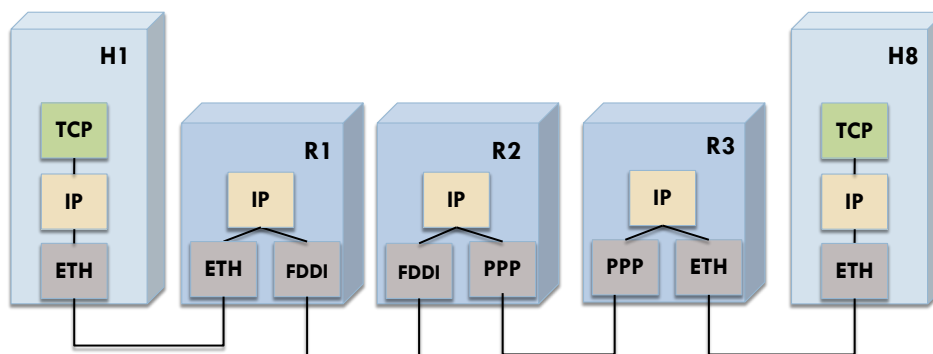 H1
TCP
IP
ETH
R1
IP
ETH
FDDI
R2
IP
FDDI
PPP
R3
IP
PPP
ETH
H8
TCP
IP
ETH